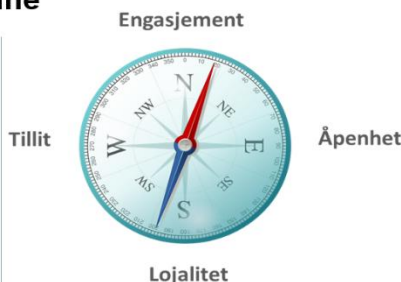 Engasjement
N
NW
NE
Tillit
W
E
Åpenhet
SW
SE
S
Lojalitet